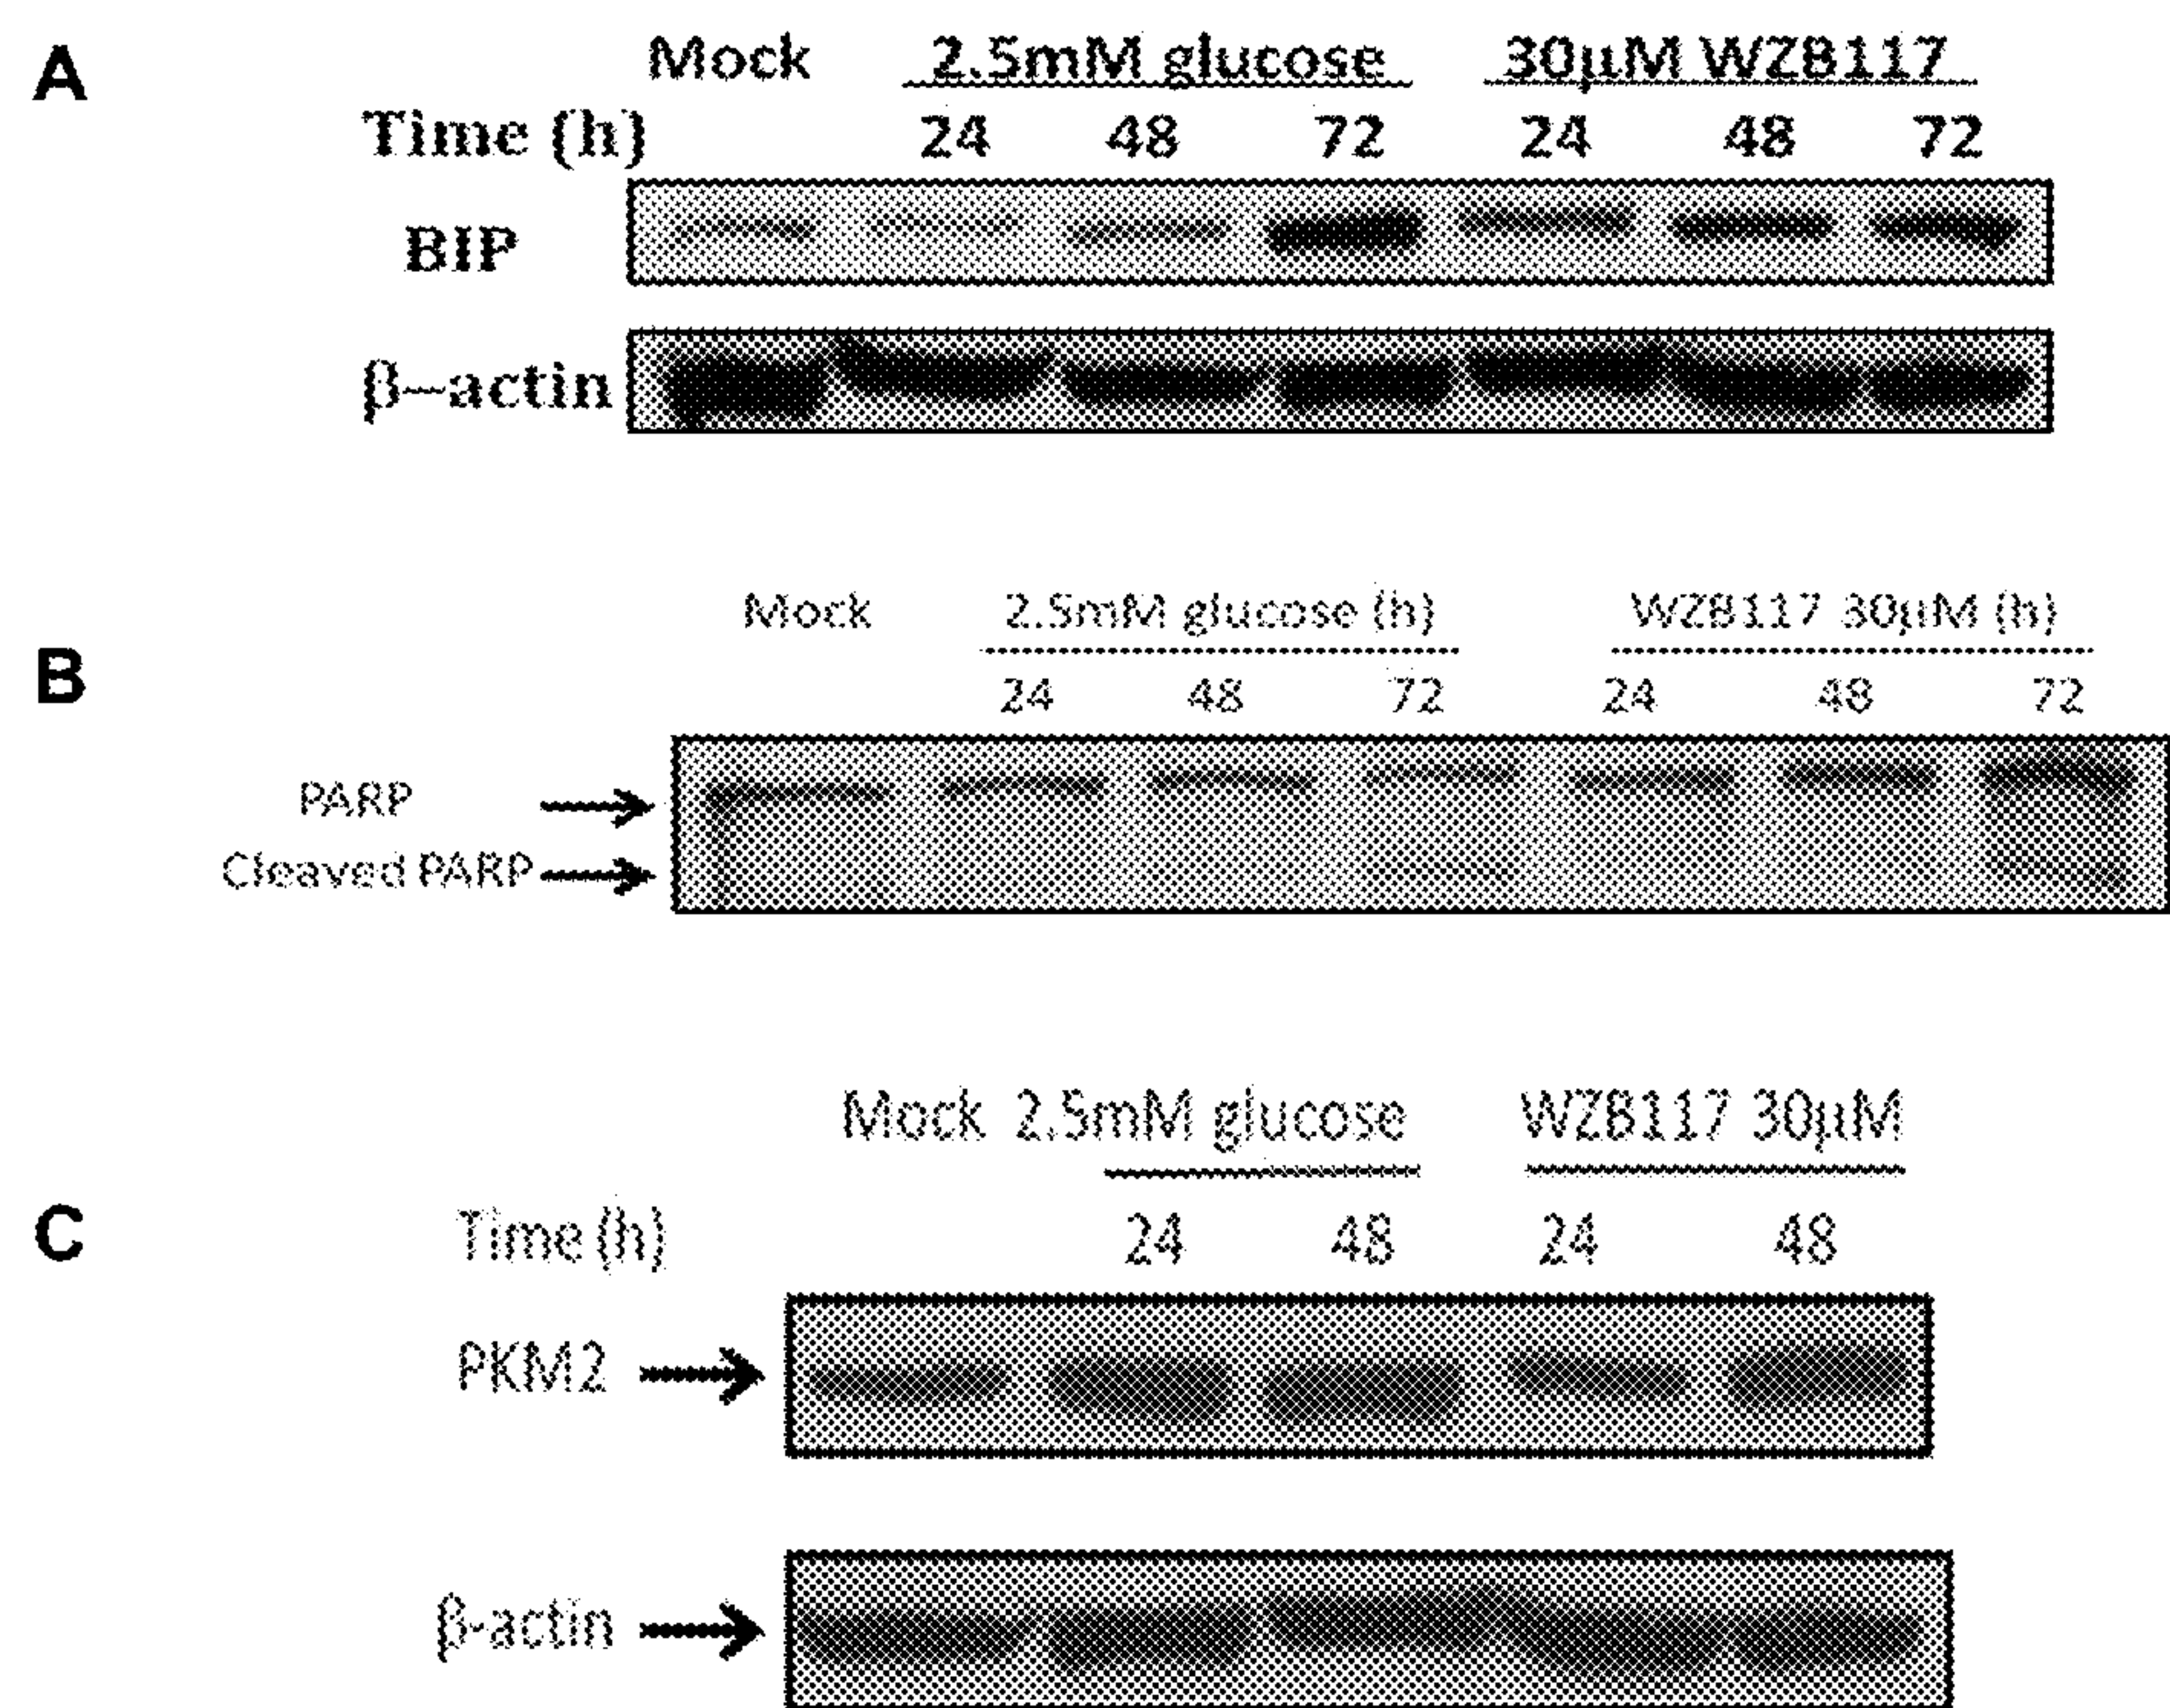 A
Mock 2.5mM glucose 30μM WZB117
Time (h) 24 48 72 24 48 72
BIP
β–actin
B
Mock 2.5mM glucose (h) WZB117 30μM (h)
24 48 72 24 48 72
PARP
Cleaved PARP
C
Mock 2.5mM glucose WZB117 30μM
Time (h) 24 48 24 48
PKM2
β-actin